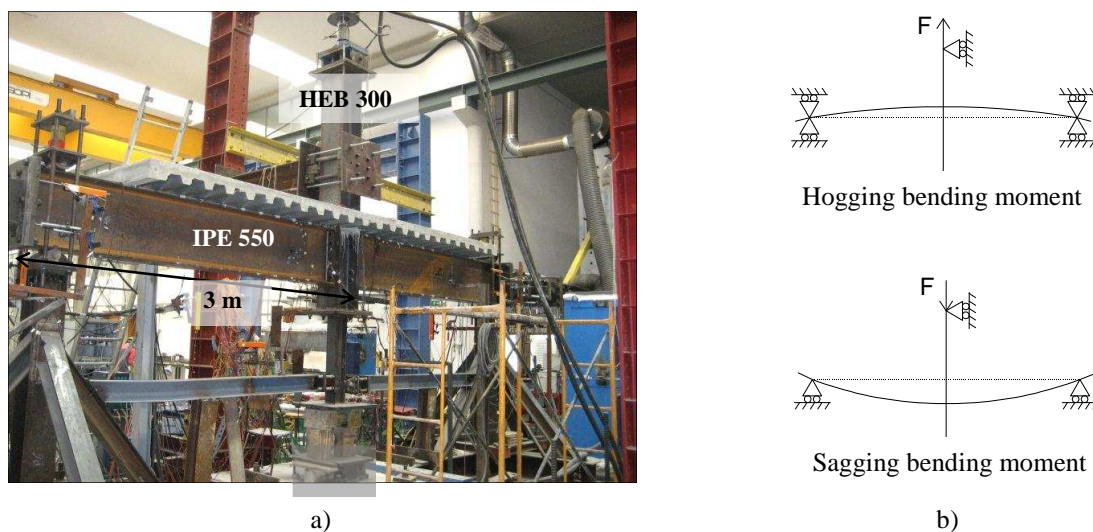 HEB 300
IPE 550
3 m
a)
F
Hogging bending moment
F
Sagging bending moment
b)